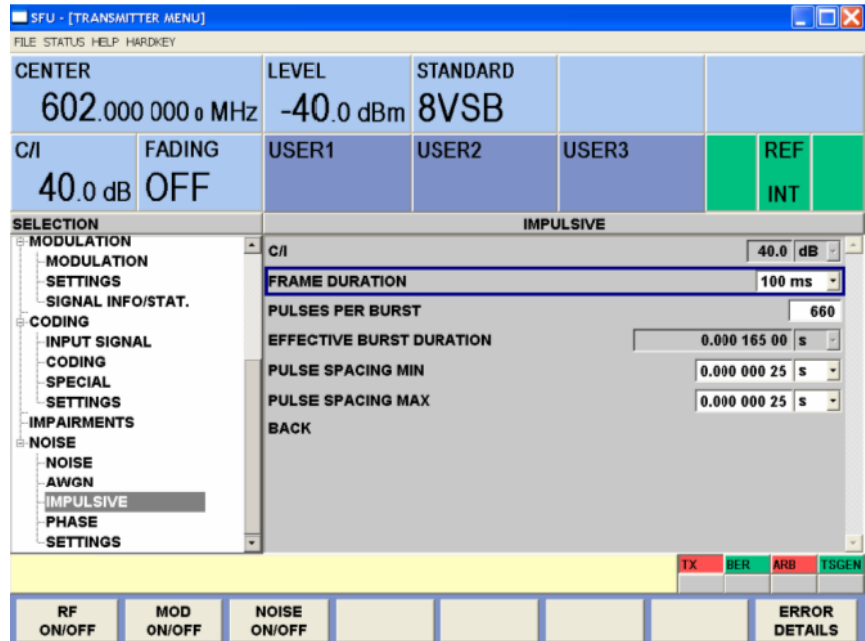 SFU - [TRANSMITTER MENU]
FILE STATUS HELP HARDKEY
CENTER
602.000 000 0 MHz
LEVEL
-40.0 dBm
STANDARD
8VSB
C/I
40.0 dB
FADING
OFF
USER1
USER2
USER3
REF
INT
SELECTION
MODULATION
MODULATION
SETTINGS
SIGNAL INFO/STAT.
CODING
INPUT SIGNAL
CODING
SPECIAL
SETTINGS
IMPAIRMENTS
NOISE
NOISE
AWGN
IMPULSIVE
PHASE
SETTINGS
IMPULSIVE
C/I 40.0 dB
FRAME DURATION 100 ms
PULSES PER BURST 660
EFFECTIVE BURST DURATION 0.000 165 00 s
PULSE SPACING MIN 0.000 000 25 s
PULSE SPACING MAX 0.000 000 25 s
BACK
TX BER ARB TSGEN
RF ON/OFF
MOD ON/OFF
NOISE ON/OFF
ERROR DETAILS